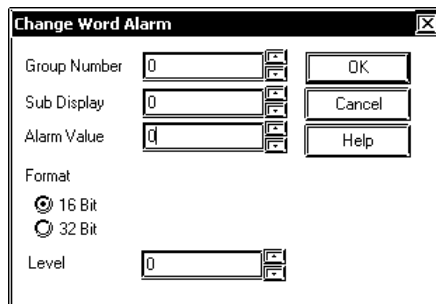 Change Word Alarm
Group Number 0 OK
Sub Display 0 Cancel
Alarm Value 0 Help
Format
16 Bit
32 Bit
Level 0